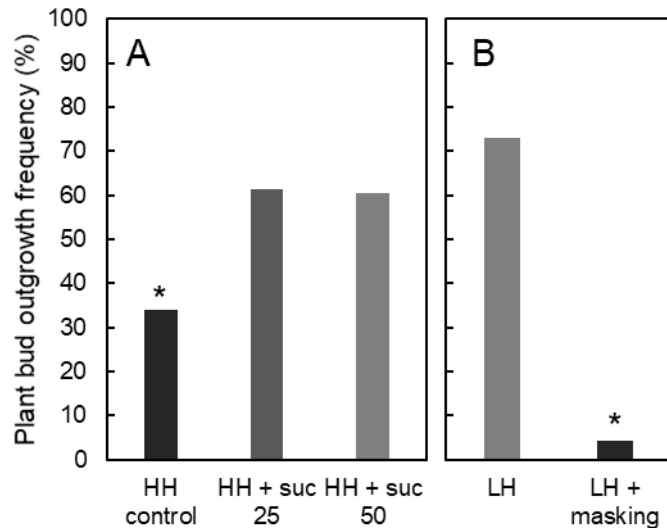 Plant bud outgrowth frequency (%)
100
90
80
70
60
50
40
30
20
10
0
A
*
HH
control
HH + suc
25
HH + suc
50
B
*
LH
LH +
masking